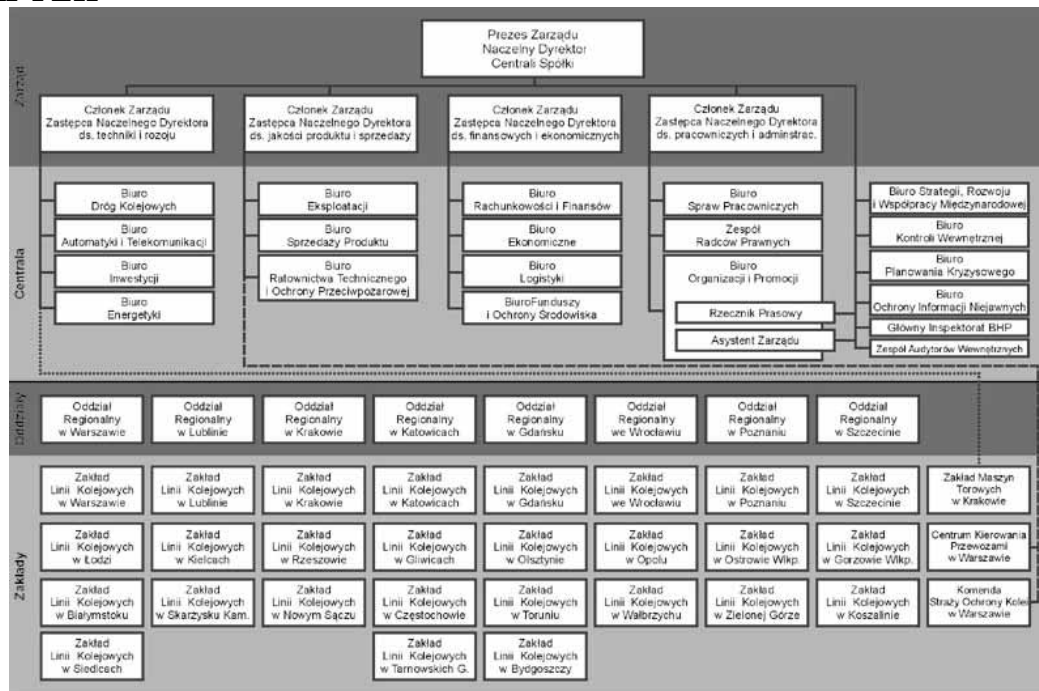 Zarząd
Prezes Zarządu
Naczelny Dyrektor
Centrali Spółki
Członek Zarządu
Zastępca Naczelnego Dyrektora
ds. techniki i rozoju
Członek Zarządu
Zastępca Naczelnego Dyrektora
ds. jakości produktu i sprzedaży
Członek Zarządu
Zastępca Naczelnego Dyrektora
ds. finansowych i ekonomicznych
Członek Zarządu
Zastępca Naczelnego Dyrektora
ds. pracowniczych i adminstrac.
Centrala
Biuro
Dróg Kolejowych
Biuro
Automatyki i Telekomunikacji
Biuro
Inwestycji
Biuro
Energetyki
Biuro
Eksploatacji
Biuro
Sprzedaży Produktu
Biuro
Ratownictwa Technicznego
i Ochrony Przeciwpożarowej
Biuro
Rachunkowości i Finansów
Biuro
Ekonomiczne
Biuro
Logistyki
BiuroFunduszy
i Ochrony Środowiska
Biuro
Spraw Pracowniczych
Zespół
Radców Prawnych
Biuro
Organizacji i Promocji
Rzecznik Prasowy
Asystent Zarządu
Biuro Strategii, Rozwoju
i Współpracy Międzynarodowej
Biuro
Kontroli Wewnętrznej
Biuro
Planowania Kryzysowego
Biuro
Ochrony Informacji Niejawnych
Główny Inspektorat BHP
Zespół Audytorów Wewnętrznych
Oddziały
Oddział
Regionalny
w Warszawie
Oddział
Regionalny
w Lublinie
Oddział
Regionalny
w Krakowie
Oddział
Regionalny
w Katowicach
Oddział
Regionalny
w Gdańsku
Oddział
Regionalny
we Wrocławiu
Oddział
Regionalny
w Poznaniu
Oddział
Regionalny
w Szczecinie
Zakłady
Zakład
Linii Kolejowych
w Warszawie
Zakład
Linii Kolejowych
w Lublinie
Zakład
Linii Kolejowych
w Krakowie
Zakład
Linii Kolejowych
w Katowicach
Zakład
Linii Kolejowych
w Gdańsku
Zakład
Linii Kolejowych
we Wrocławiu
Zakład
Linii Kolejowych
w Poznaniu
Zakład
Linii Kolejowych
w Szczecinie
Zakład Maszyn
Torowych
w Krakowie
Zakład
Linii Kolejowych
w Łodzi
Zakład
Linii Kolejowych
w Kielcach
Zakład
Linii Kolejowych
w Rzeszowie
Zakład
Linii Kolejowych
w Gliwicach
Zakład
Linii Kolejowych
w Olsztynie
Zakład
Linii Kolejowych
w Opolu
Zakład
Linii Kolejowych
w Ostrowie Wlkp.
Zakład
Linii Kolejowych
w Gorzowie Wlkp.
Centrum Kierowania
Przewozami
w Warszawie
Zakład
Linii Kolejowych
w Białymstoku
Zakład
Linii Kolejowych
w Skarżysku Kam.
Zakład
Linii Kolejowych
w Nowym Sączu
Zakład
Linii Kolejowych
w Częstochowie
Zakład
Linii Kolejowych
w Toruniu
Zakład
Linii Kolejowych
w Wałbrzychu
Zakład
Linii Kolejowych
w Zielonej Górze
Zakład
Linii Kolejowych
w Koszalinie
Komenda
Straży Ochrony Kolei
w Warszawie
Zakład
Linii Kolejowych
w Siedlcach
Zakład
Linii Kolejowych
w Tarnowskich G.
Zakład
Linii Kolejowych
w Bydgoszczy